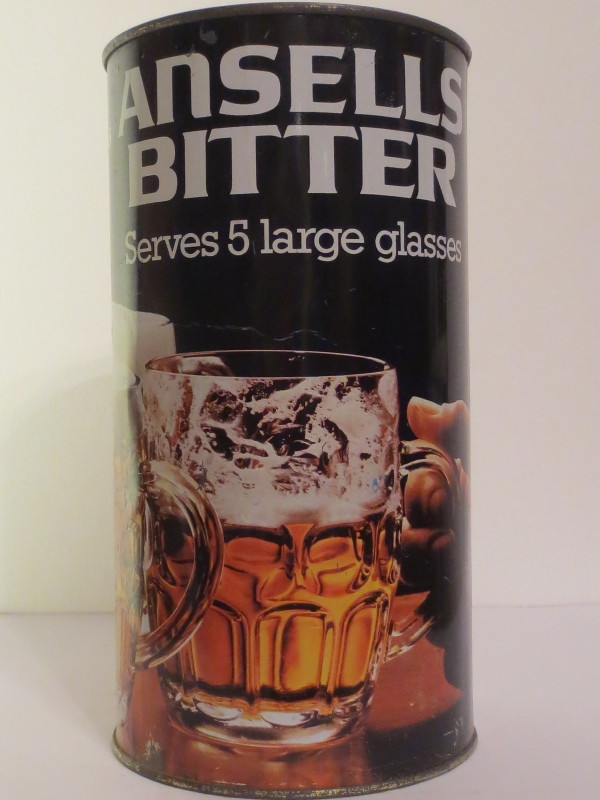 ANSELLS
BITTER
Serves 5 large glasses